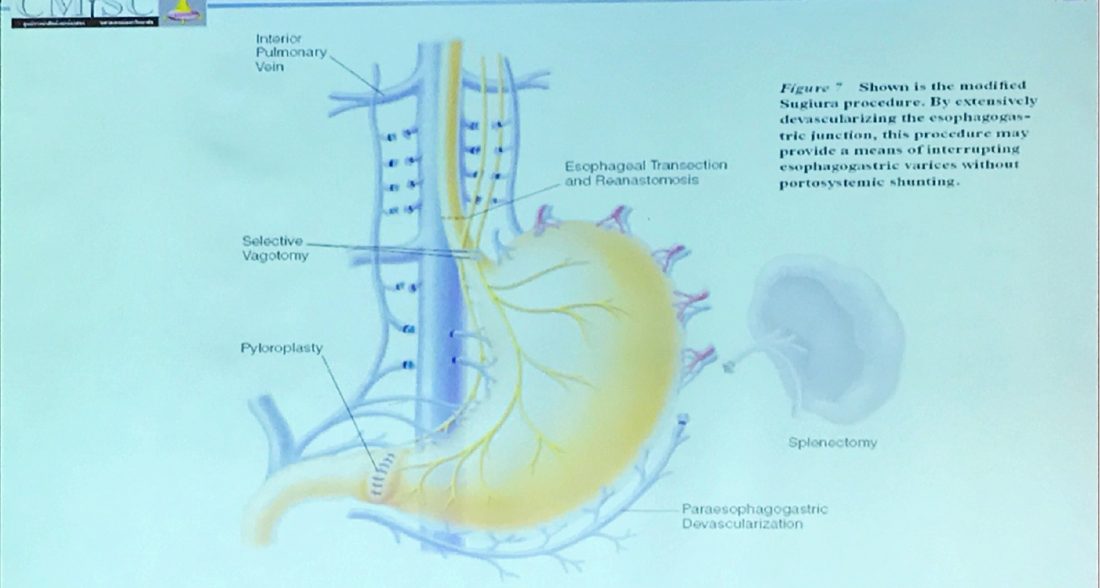 CMISC
Interior
Pulmonary
Vein
Figure 7 Shown is the modified
Sugiura procedure. By extensively
devascularizing the esophagogas-
tric junction, this procedure may
provide a means of interrupting
esophagogastric varices without
portosystemic shunting.
Esophageal Transection
and Reanastomosis
Selective
Vagotomy
Pyloroplasty
Splenectomy
Paraesophagogastric
Devascularization